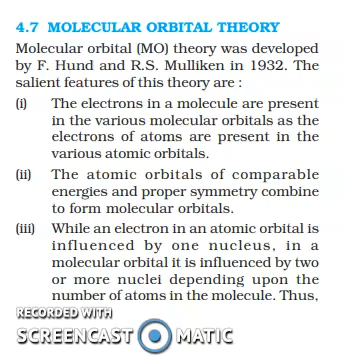 4.7 MOLECULAR ORBITAL THEORY
Molecular orbital (MO) theory was developed
by F. Hund and R.S. Mulliken in 1932. The
salient features of this theory are :
(i) The electrons in a molecule are present
in the various molecular orbitals as the
electrons of atoms are present in the
various atomic orbitals.
(ii) The atomic orbitals of comparable
energies and proper symmetry combine
to form molecular orbitals.
(iii) While an electron in an atomic orbital is
influenced by one nucleus, in a
molecular orbital it is influenced by two
or more nuclei depending upon the
number of atoms in the molecule. Thus,
RECORDED WITH
SCREENCAST MATIC